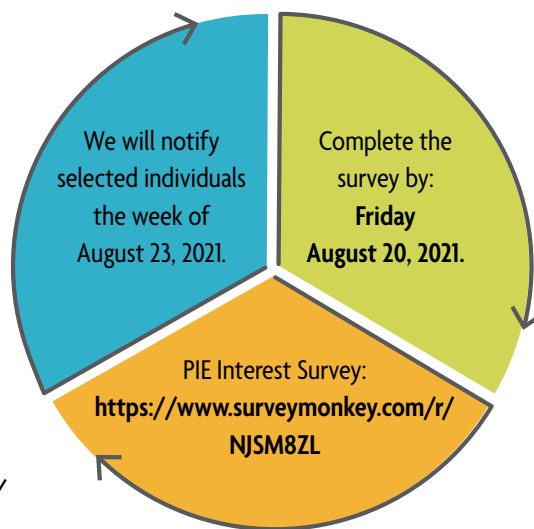 We will notify
selected individuals
the week of
August 23, 2021.
Complete the
survey by:
Friday
August 20, 2021.
PIE Interest Survey:
https://www.surveymonkey.com/r/
NJSM8ZL